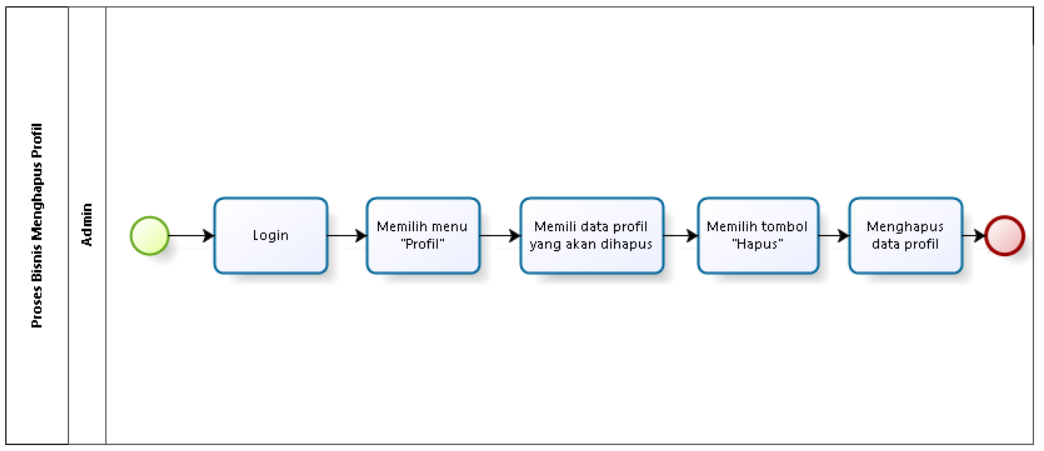 Proses Bisnis Menghapus Profil
Admin
Login
Memilih menu
"Profil"
Memili data profil
yang akan dihapus
Memilih tombol
"Hapus"
Menghapus
data profil